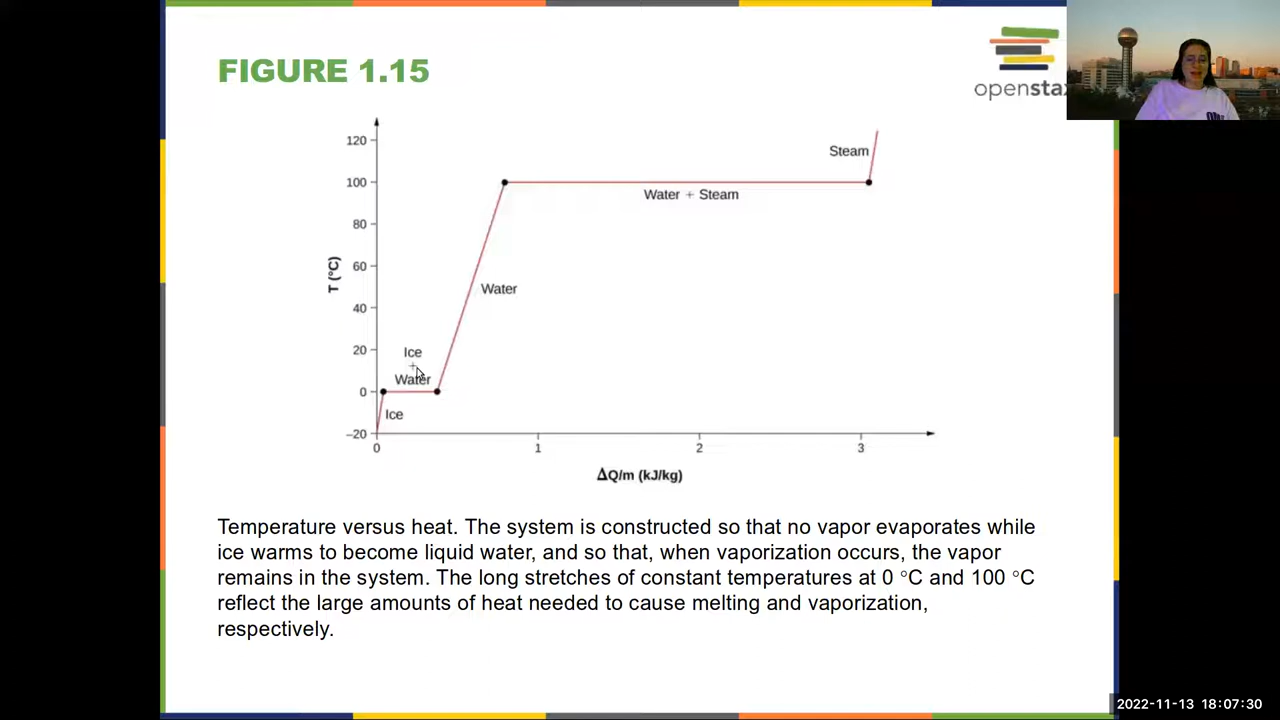 FIGURE 1.15
openstax
120
100
80
60
40
20
0
–20
T (°C)
Steam
Water + Steam
Water
Ice
+
Water
Ice
0 1 2 3
ΔQ/m (kJ/kg)
Temperature versus heat. The system is constructed so that no vapor evaporates while
ice warms to become liquid water, and so that, when vaporization occurs, the vapor
remains in the system. The long stretches of constant temperatures at 0 °C and 100 °C
reflect the large amounts of heat needed to cause melting and vaporization,
respectively.
2022-11-13 18:07:30